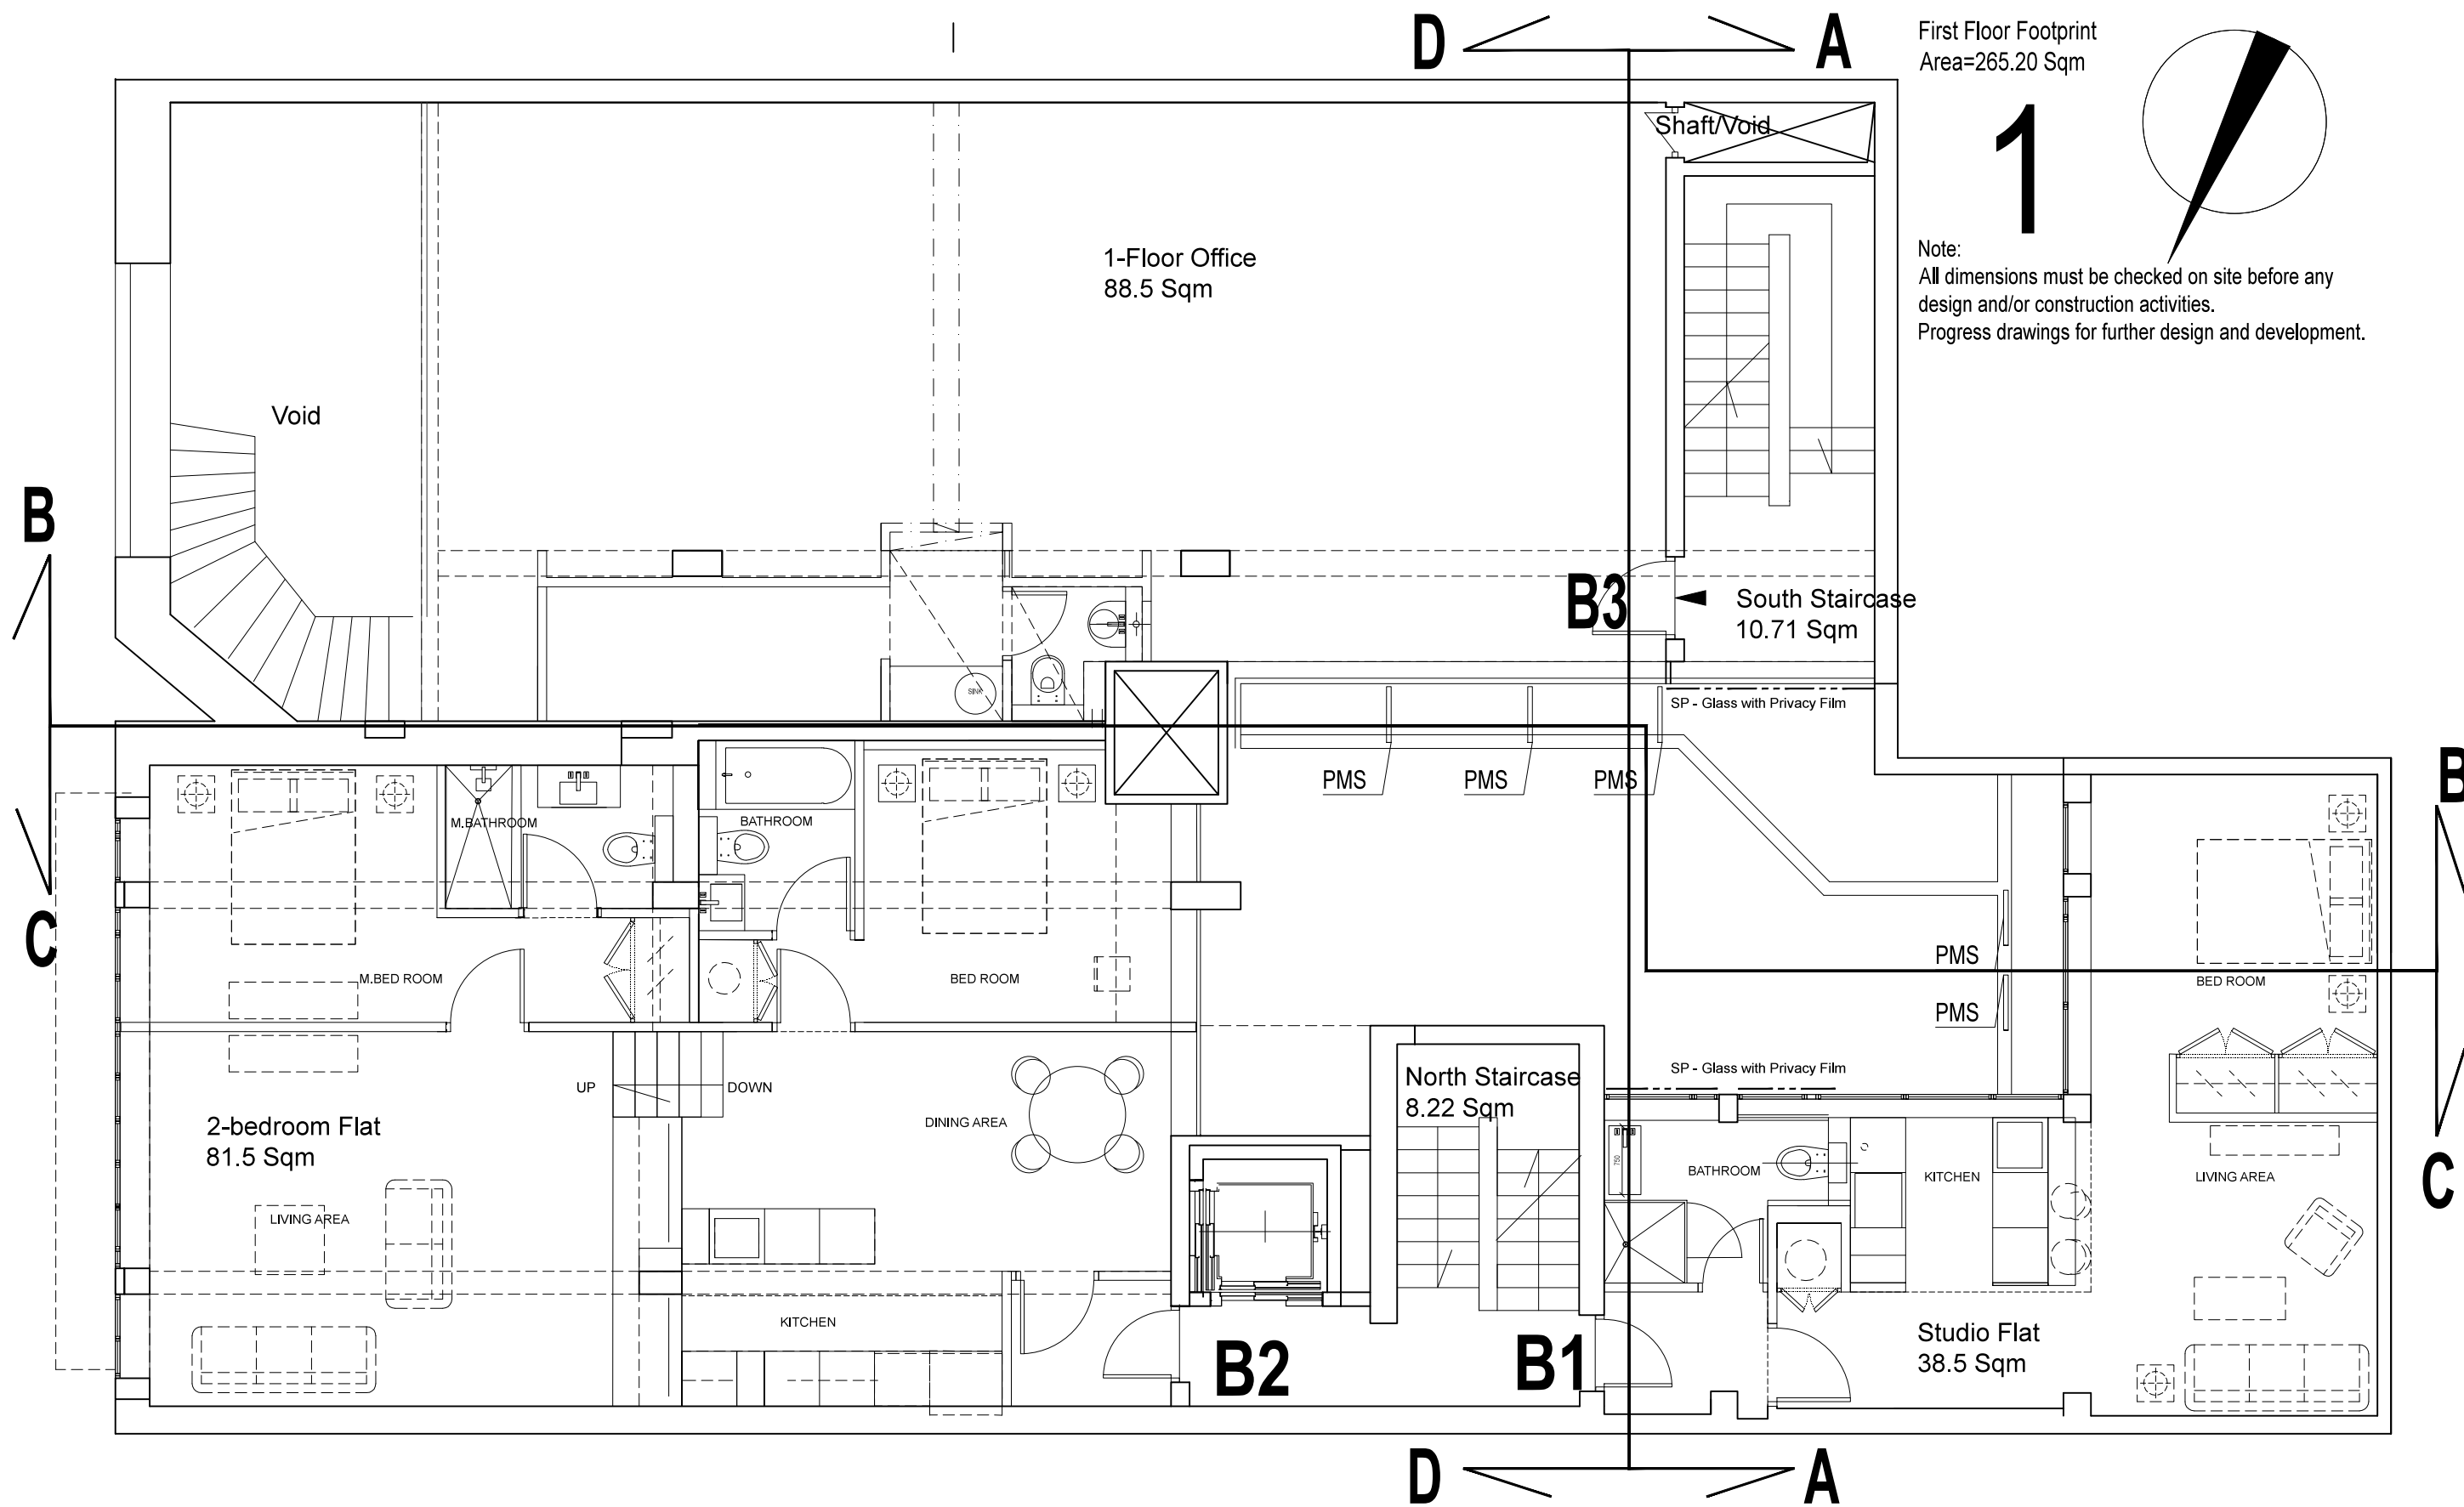 D
A
First Floor Footprint
Area=265.20 Sqm
1
Note:
All dimensions must be checked on site before any
design and/or construction activities.
Progress drawings for further design and development.
Shaft/Void
1-Floor Office
88.5 Sqm
Void
B
B3
South Staircase
10.71 Sqm
SINK
SP - Glass with Privacy Film
PMS
PMS
PMS
B
M.BATHROOM
BATHROOM
C
M.BED ROOM
BED ROOM
PMS
BED ROOM
PMS
SP - Glass with Privacy Film
North Staircase
8.22 Sqm
UP
DOWN
2-bedroom Flat
81.5 Sqm
DINING AREA
750
BATHROOM
KITCHEN
LIVING AREA
C
LIVING AREA
KITCHEN
B2
B1
Studio Flat
38.5 Sqm
D
A